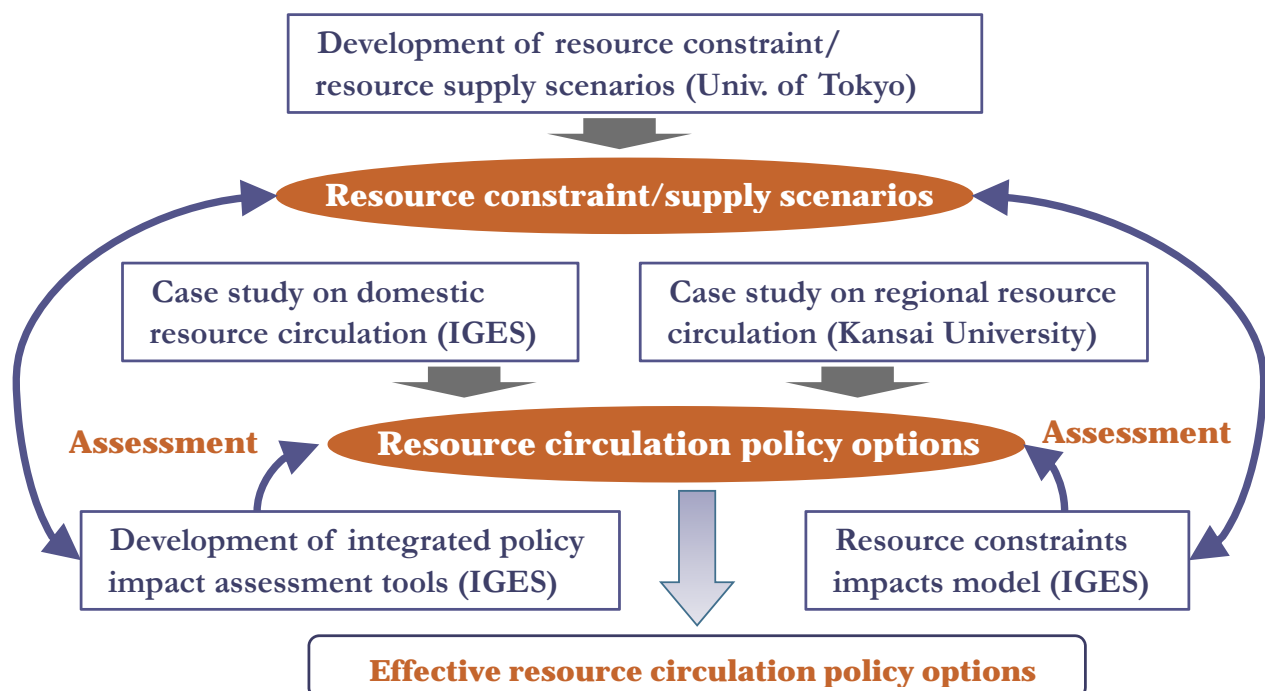 Development of resource constraint/
resource supply scenarios (Univ. of Tokyo)
Resource constraint/supply scenarios
Case study on domestic
resource circulation (IGES)
Case study on regional resource
circulation (Kansai University)
Assessment
Resource circulation policy options
Assessment
Development of integrated policy
impact assessment tools (IGES)
Resource constraints
impacts model (IGES)
Effective resource circulation policy options